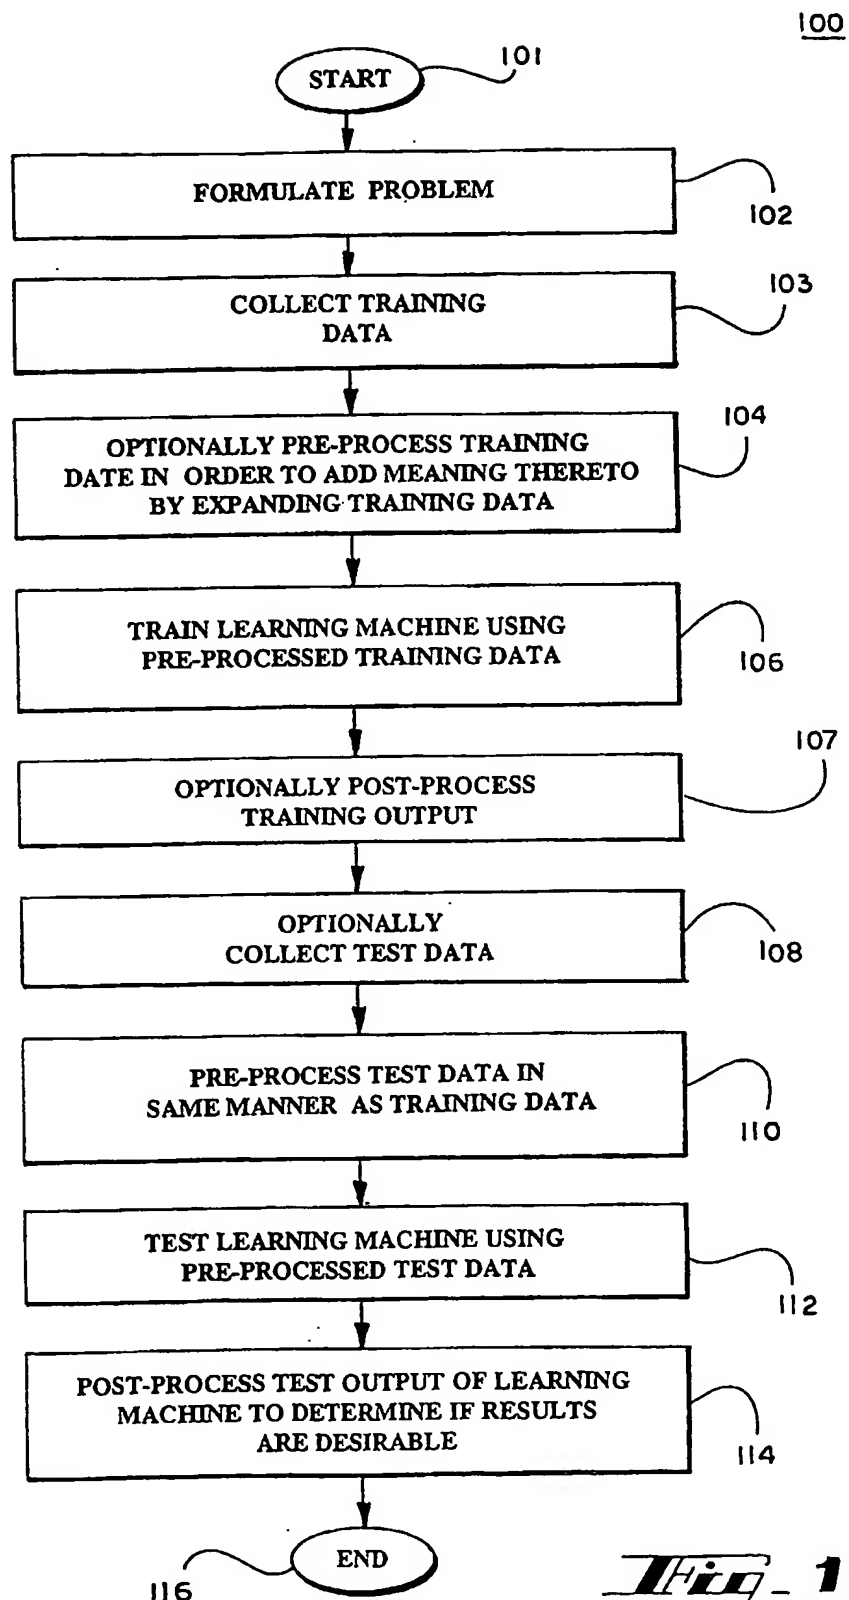 100
START
101
FORMULATE PROBLEM
102
COLLECT TRAINING
DATA
103
OPTIONALLY PRE-PROCESS TRAINING
DATE IN ORDER TO ADD MEANING THERETO
BY EXPANDING TRAINING DATA
104
TRAIN LEARNING MACHINE USING
PRE-PROCESSED TRAINING DATA
106
OPTIONALLY POST-PROCESS
TRAINING OUTPUT
107
OPTIONALLY
COLLECT TEST DATA
108
PRE-PROCESS TEST DATA IN
SAME MANNER AS TRAINING DATA
110
TEST LEARNING MACHINE USING
PRE-PROCESSED TEST DATA
112
POST-PROCESS TEST OUTPUT OF LEARNING
MACHINE TO DETERMINE IF RESULTS
ARE DESIRABLE
114
END
116
Fig_ 1